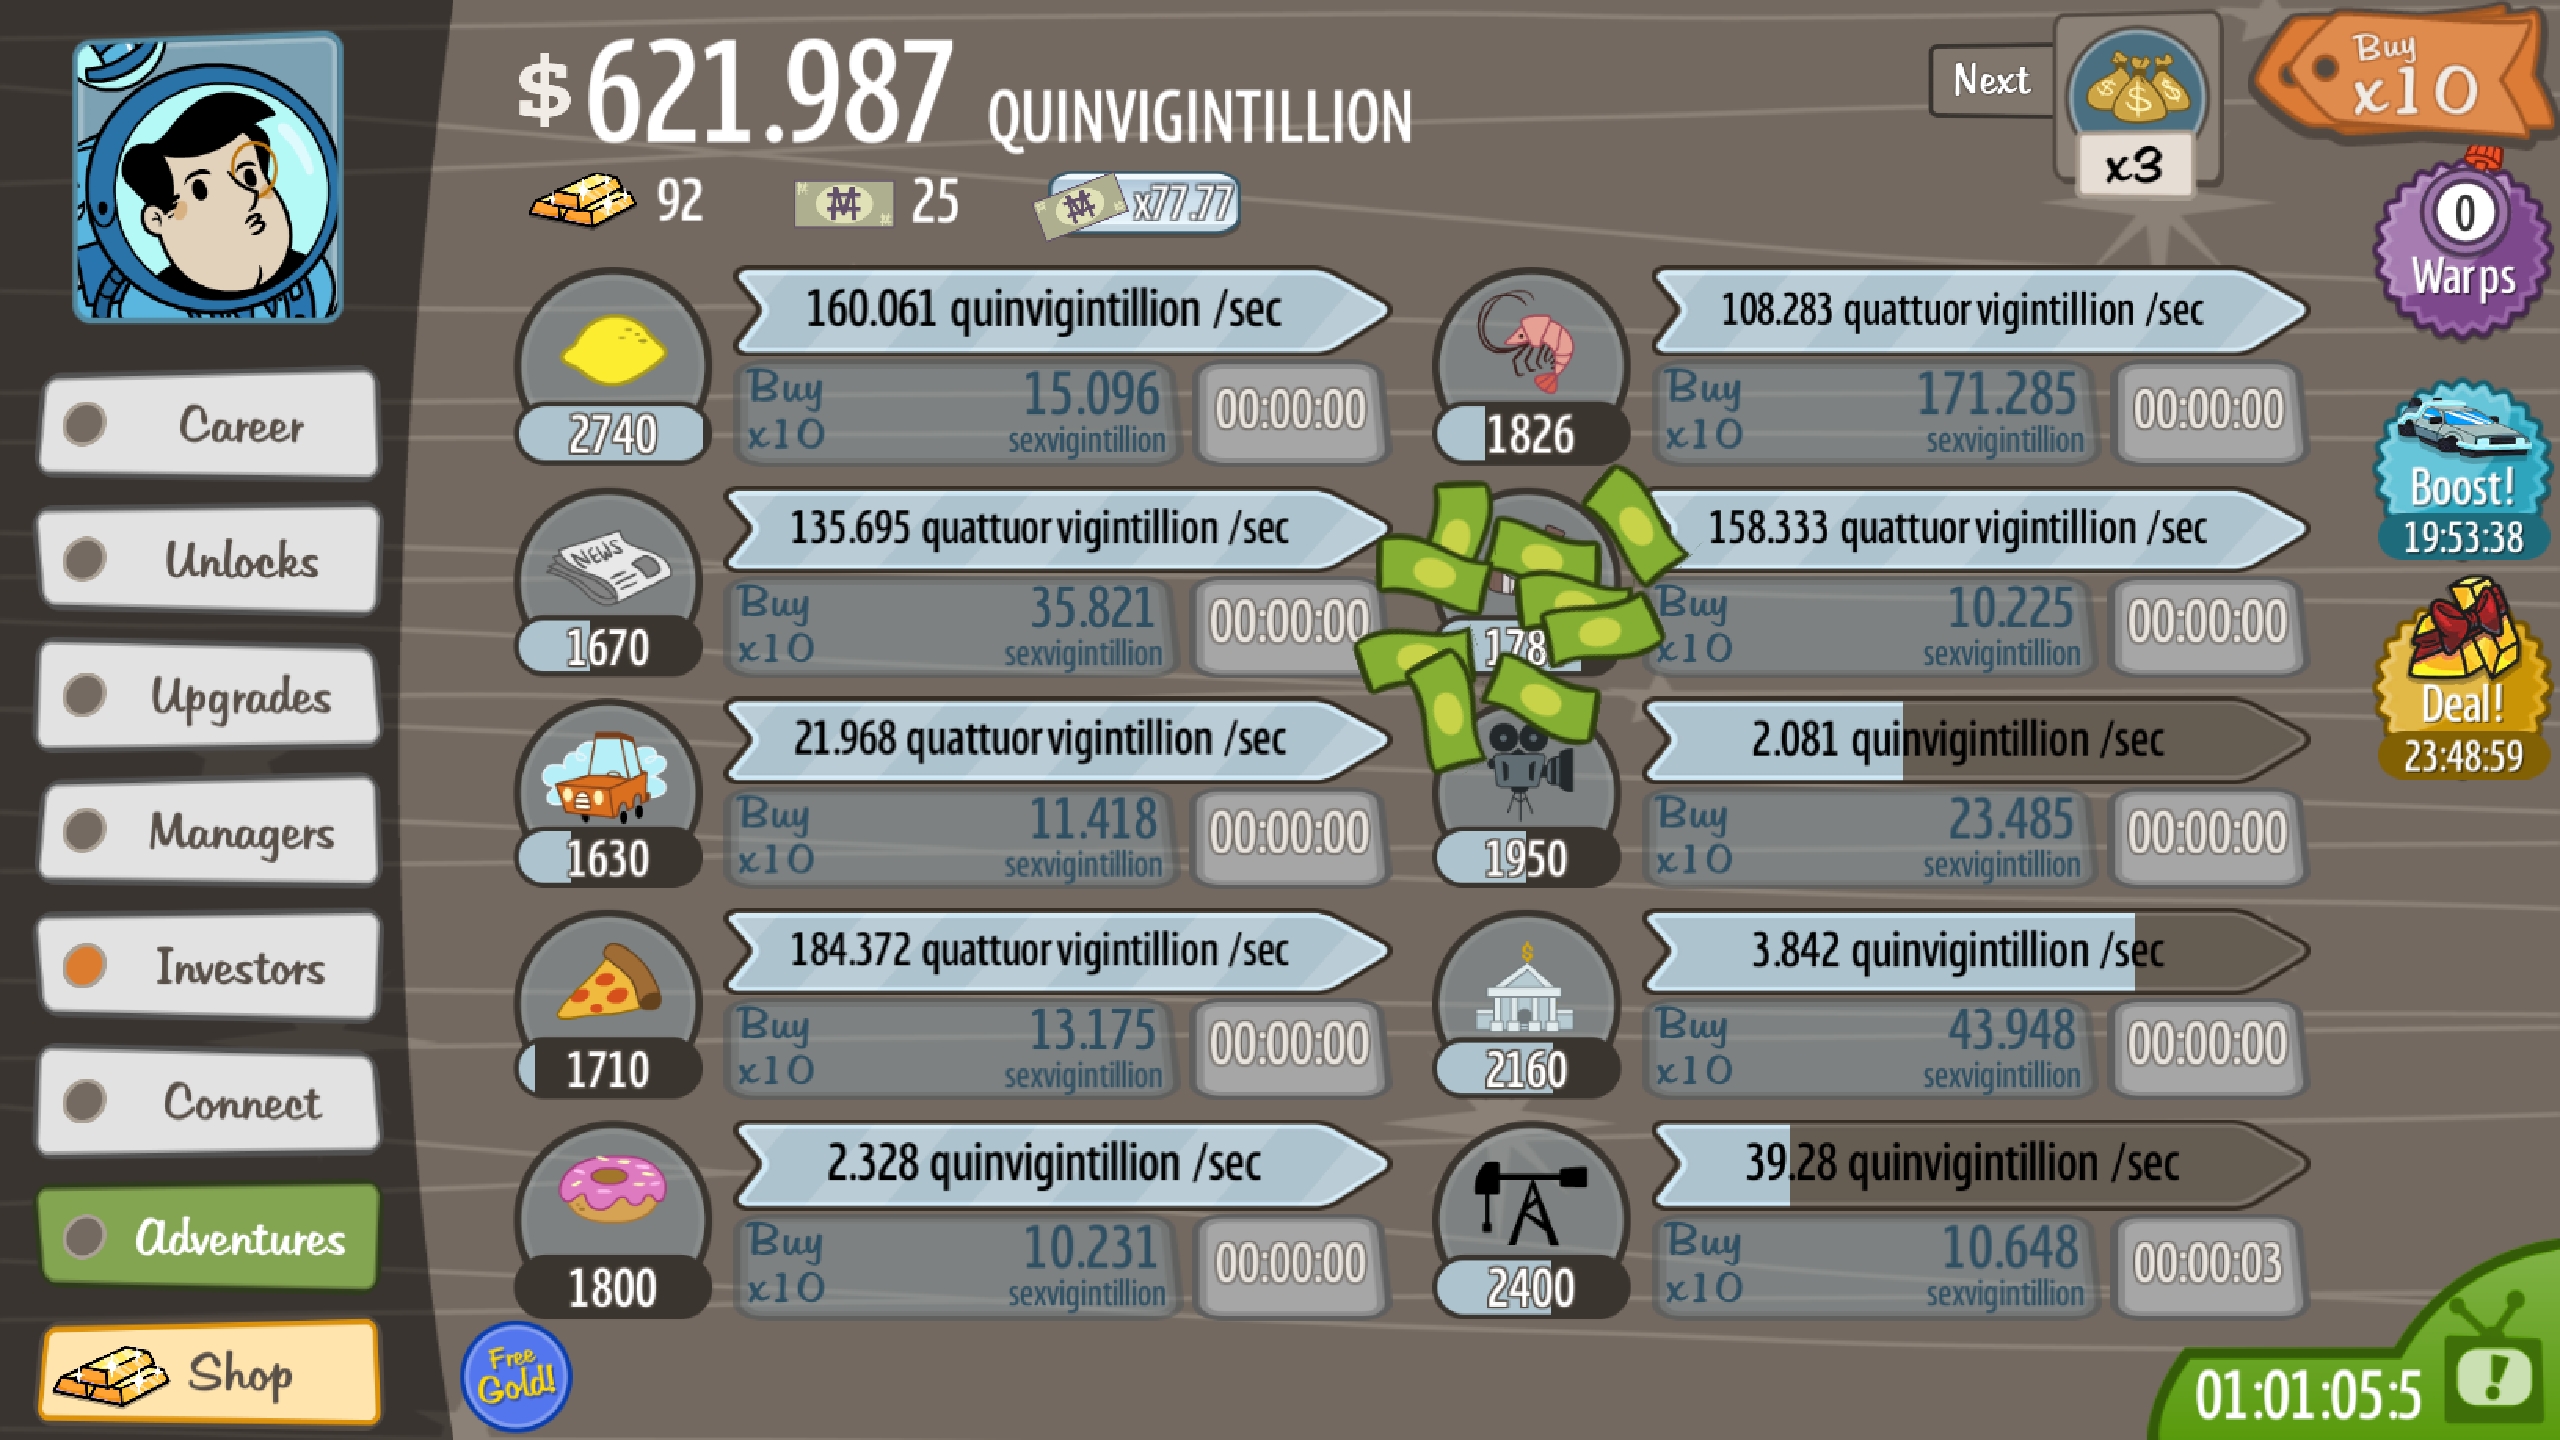 $621.987 QUINVIGINTILLION
Next
x3
Buy
x10
92
25
x77.77
0
Warps
Boost!
19:53:38
Deal!
23:48:59
Career
Unlocks
Upgrades
Managers
Investors
Connect
Adventures
Shop
160.061 quinvigintillion /sec
2740
Buy x10
15.096 sexvigintillion
00:00:00
108.283 quattuorvigintillion /sec
1826
Buy x10
171.285 sexvigintillion
00:00:00
NEWS
135.695 quattuorvigintillion /sec
1670
Buy x10
35.821 sexvigintillion
00:00:00
158.333 quattuorvigintillion /sec
Buy x10
10.225 sexvigintillion
00:00:00
21.968 quattuorvigintillion /sec
1630
Buy x10
11.418 sexvigintillion
00:00:00
2.081 quinvigintillion /sec
1950
Buy x10
23.485 sexvigintillion
00:00:00
184.372 quattuorvigintillion /sec
1710
Buy x10
13.175 sexvigintillion
00:00:00
3.842 quinvigintillion /sec
2160
Buy x10
43.948 sexvigintillion
00:00:00
2.328 quinvigintillion /sec
1800
Buy x10
10.231 sexvigintillion
00:00:00
39.28 quinvigintillion /sec
2400
Buy x10
10.648 sexvigintillion
00:00:03
Free
Gold!
01:01:05:5